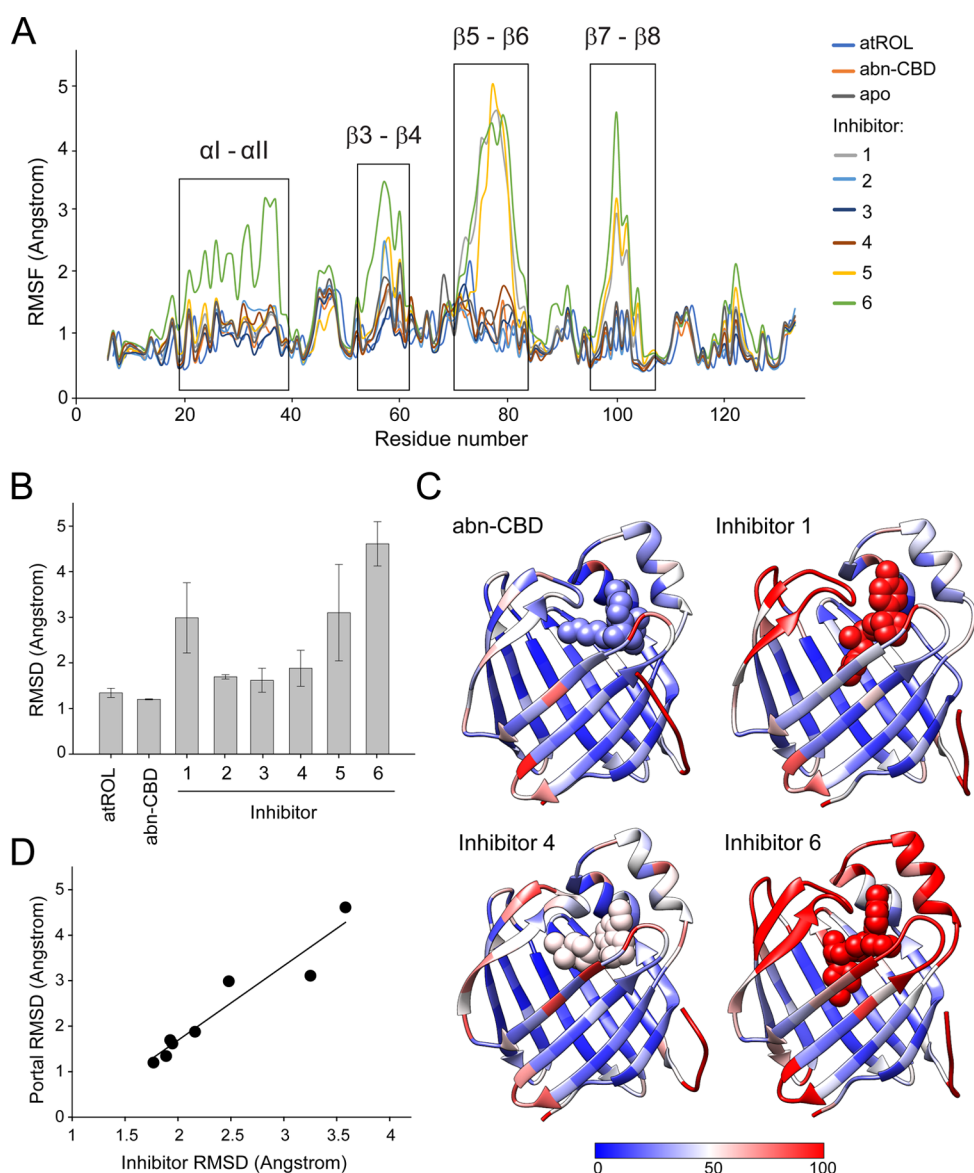 A
αI - αII
β3 - β4
β5 - β6
β7 - β8
atROL
abn-CBD
apo
Inhibitor:
1
2
3
4
5
6
RMSF (Angstrom)
5
4
3
2
1
0
0
20
40
60
80
100
120
Residue number
B
RMSD (Angstrom)
5
4
3
2
1
0
atROL
abn-CBD
1
2
3
4
5
6
Inhibitor
C
abn-CBD
Inhibitor 1
Inhibitor 4
Inhibitor 6
0
50
100
D
Portal RMSD (Angstrom)
5
4
3
2
1
0
1
1.5
2
2.5
3
3.5
4
Inhibitor RMSD (Angstrom)